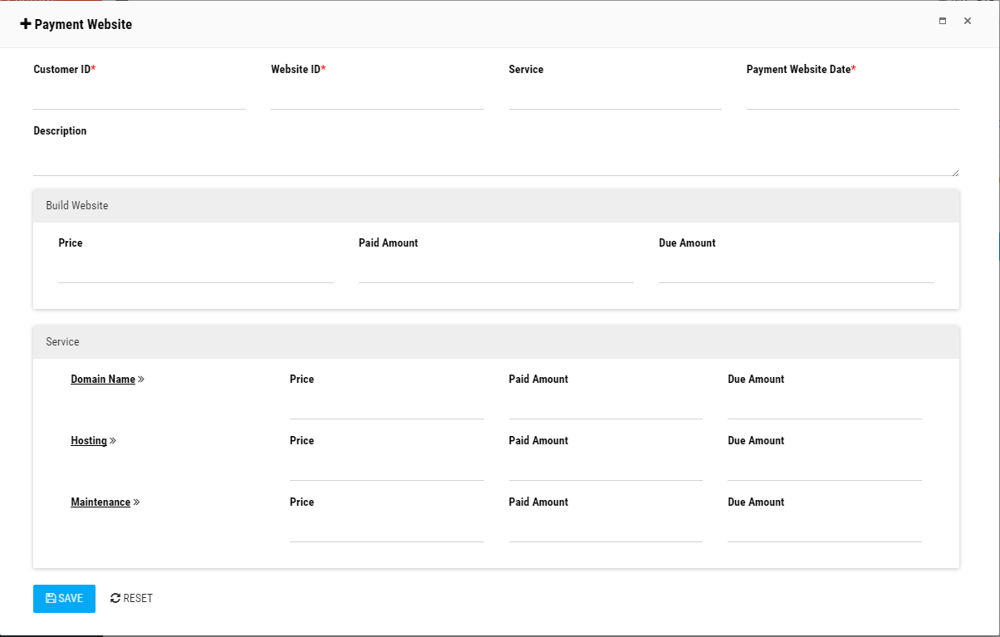 Payment Website
Customer ID* Website ID* Service Payment Website Date*
Description
Build Website
Price Paid Amount Due Amount
Service
Domain Name » Price Paid Amount Due Amount
Hosting » Price Paid Amount Due Amount
Maintenance » Price Paid Amount Due Amount
SAVE RESET